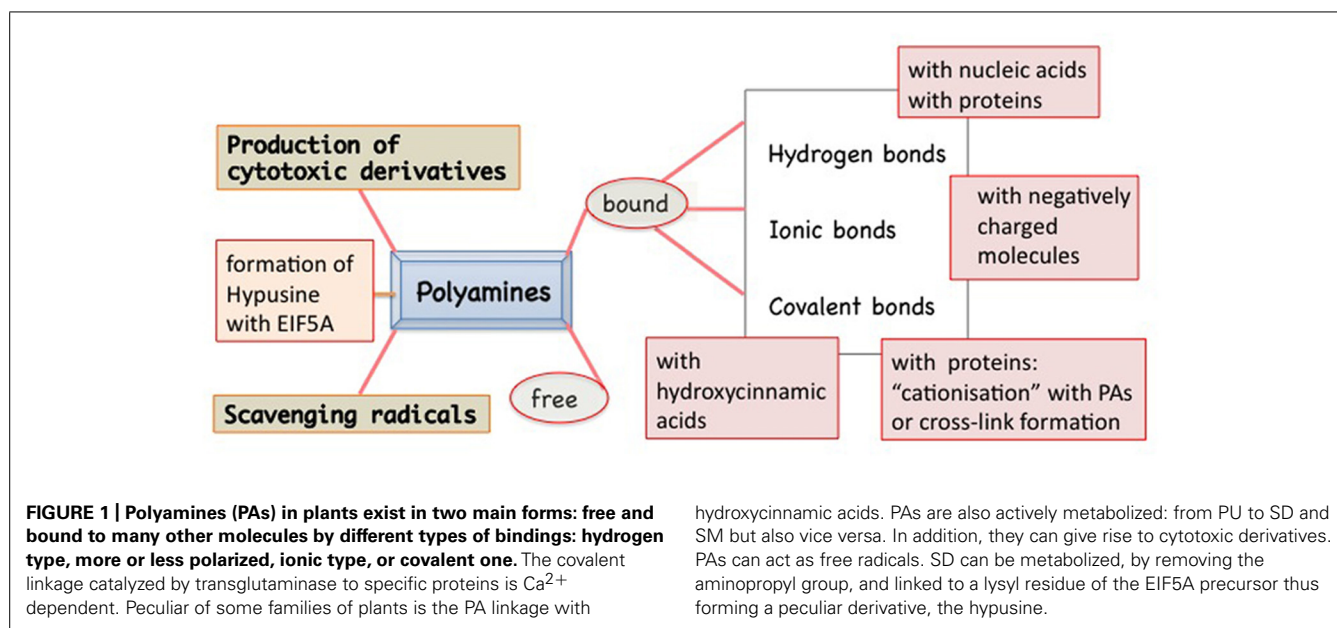 with nucleic acids
with proteins
Production of
cytotoxic derivatives
Hydrogen bonds
bound
with negatively
charged
molecules
Ionic bonds
formation of
Hypusine
with EIF5A
Polyamines
Covalent bonds
with
hydroxycinnamic
acids
with proteins:
“cationisation” with PAs
or cross-link formation
free
Scavenging radicals
FIGURE 1 | Polyamines (PAs) in plants exist in two main forms: free and
bound to many other molecules by different types of bindings: hydrogen
type, more or less polarized, ionic type, or covalent one. The covalent
linkage catalyzed by transglutaminase to specific proteins is Ca2+
dependent. Peculiar of some families of plants is the PA linkage with
hydroxycinnamic acids. PAs are also actively metabolized: from PU to SD and
SM but also vice versa. In addition, they can give rise to cytotoxic derivatives.
PAs can act as free radicals. SD can be metabolized, by removing the
aminopropyl group, and linked to a lysyl residue of the EIF5A precursor thus
forming a peculiar derivative, the hypusine.